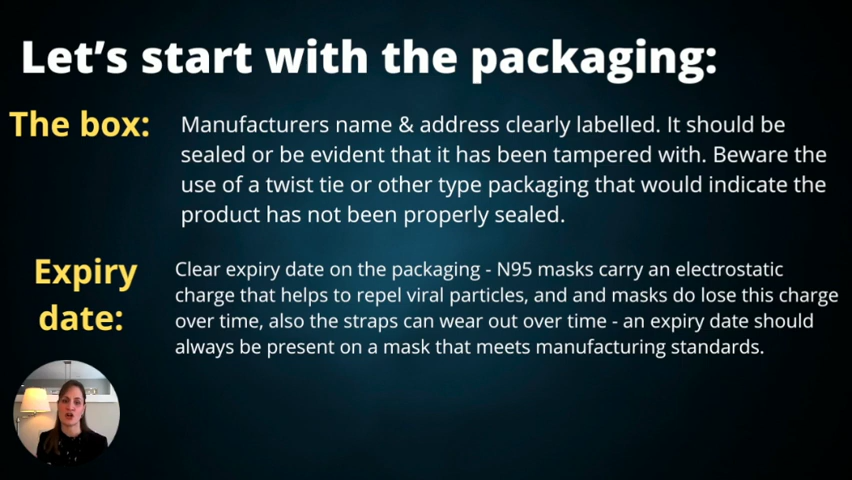 Let's start with the packaging:
The box:
Manufacturers name & address clearly labelled. It should be
sealed or be evident that it has been tampered with. Beware the
use of a twist tie or other type packaging that would indicate the
product has not been properly sealed.
Expiry
date:
Clear expiry date on the packaging - N95 masks carry an electrostatic
charge that helps to repel viral particles, and and masks do lose this charge
over time, also the straps can wear out over time - an expiry date should
always be present on a mask that meets manufacturing standards.